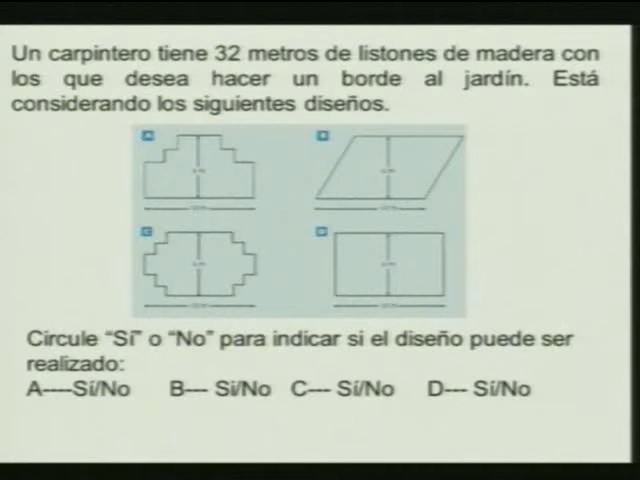 Un carpintero tiene 32 metros de listones de madera con
los que desea hacer un borde al jardín. Está
considerando los siguientes diseños.
Circule “Sí” o “No” para indicar si el diseño puede ser
realizado:
A----Sí/No B--- Si/No C--- Sí/No D--- Sí/No